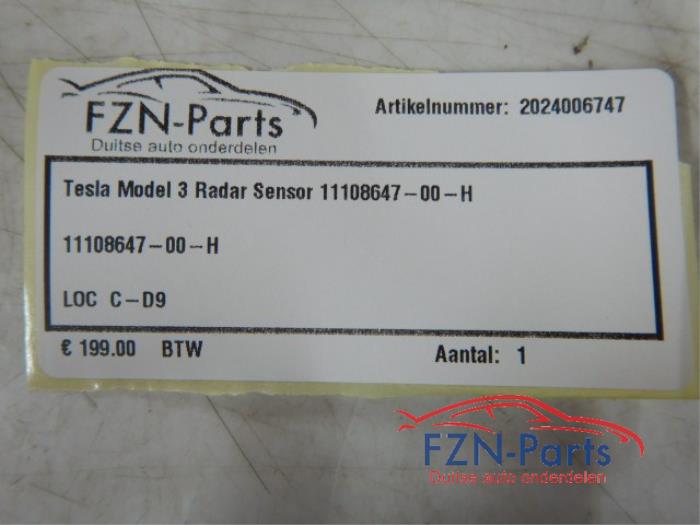 FZN-Parts
Duitse auto onderdelen
Artikelnummer: 2024006747
Tesla Model 3 Radar Sensor 11108647-00-H
11108647-00-H
LOC C-D9
€ 199.00 BTW
Aantal: 1
FZN-Parts
Duitse auto onderdelen